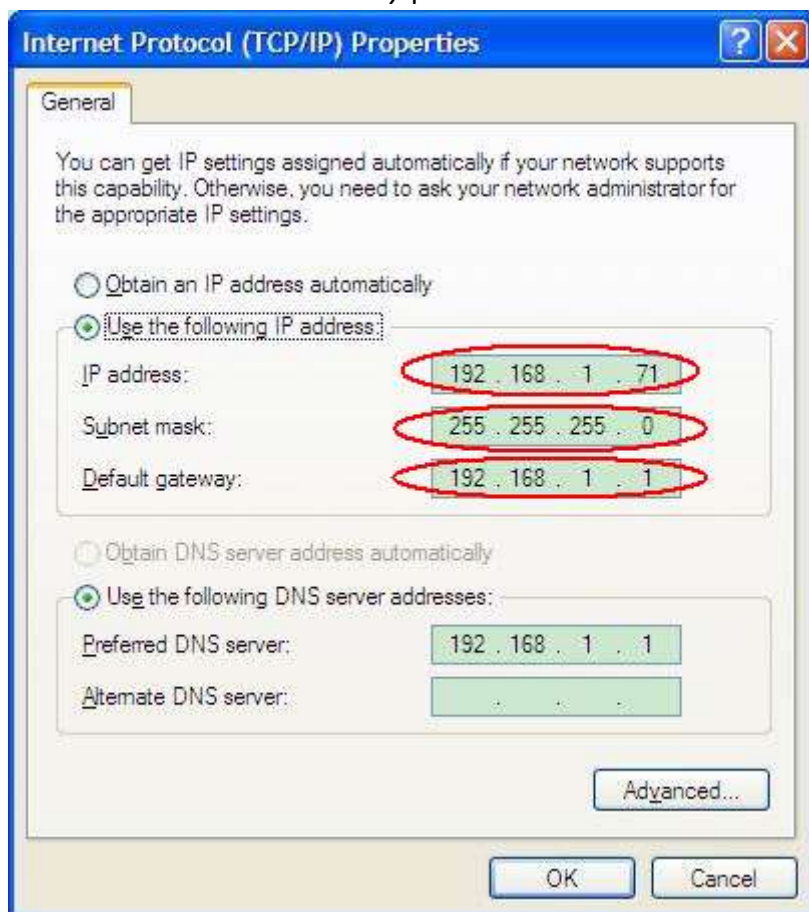 Internet Protocol (TCP/IP) Properties
General
You can get IP settings assigned automatically if your network supports
this capability. Otherwise, you need to ask your network administrator for
the appropriate IP settings.
Obtain an IP address automatically
Use the following IP address:
IP address: 192 . 168 . 1 . 71
Subnet mask: 255 . 255 . 255 . 0
Default gateway: 192 . 168 . 1 . 1
Obtain DNS server address automatically
Use the following DNS server addresses:
Preferred DNS server: 192 . 168 . 1 . 1
Alternate DNS server: . . .
Advanced...
OK Cancel